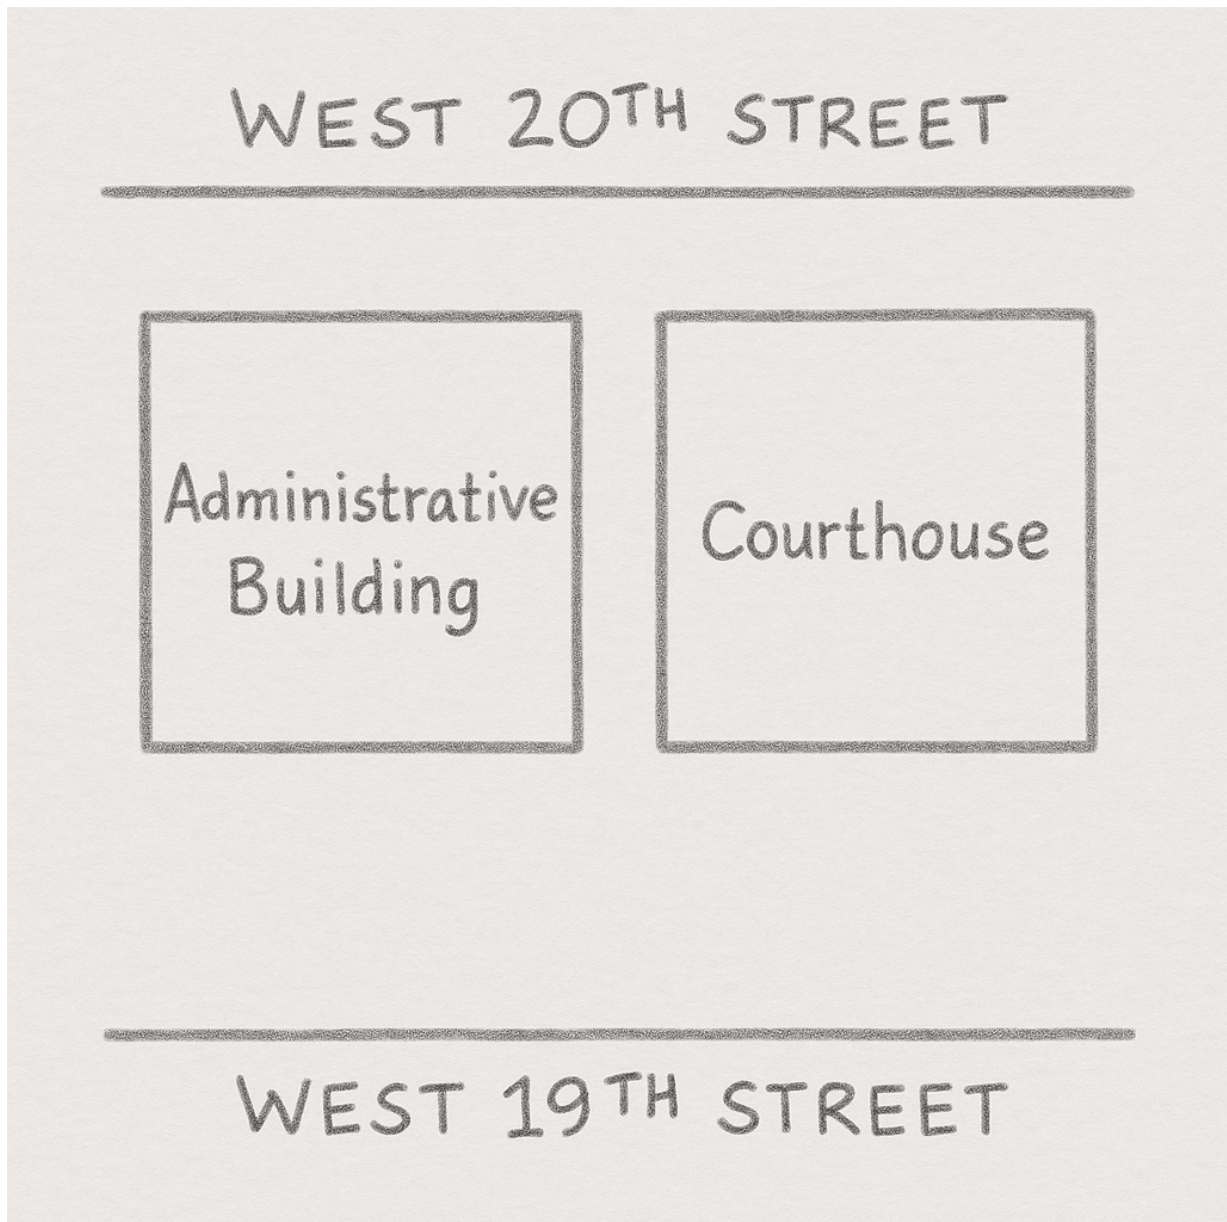 WEST 20TH STREET
Administrative
Building
Courthouse
WEST 19TH STREET